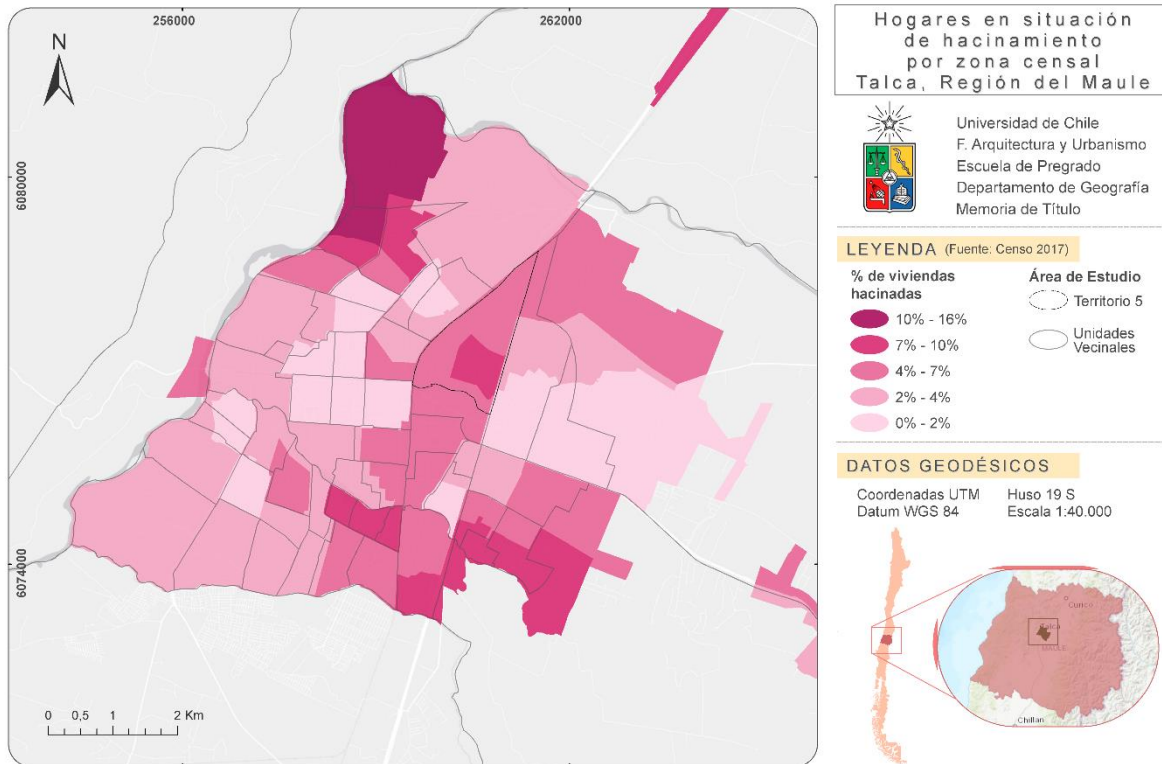 256000
262000
6080000
6074000
N
0 0,5 1 2 Km
Hogares en situación
de hacinamiento
por zona censal
Talca, Región del Maule
Universidad de Chile
F. Arquitectura y Urbanismo
Escuela de Pregrado
Departamento de Geografía
Memoria de Título
LEYENDA (Fuente: Censo 2017)
% de viviendas
hacinadas
10% - 16%
7% - 10%
4% - 7%
2% - 4%
0% - 2%
Área de Estudio
Territorio 5
Unidades
Vecinales
DATOS GEODÉSICOS
Coordenadas UTM
Datum WGS 84
Huso 19 S
Escala 1:40.000
Curicó
Talca
MAULE
Chillan